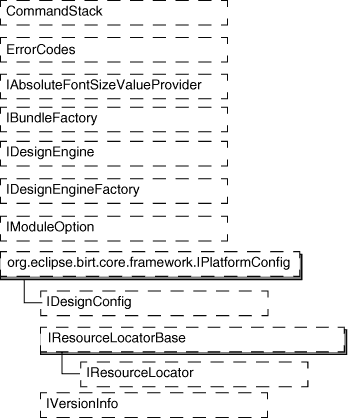 CommandStack
ErrorCodes
IAbsoluteFontSizeValueProvider
IBundleFactory
IDesignEngine
IDesignEngineFactory
IModuleOption
org.eclipse.birt.core.framework.IPlatformConfig
IDesignConfig
IResourceLocatorBase
IResourceLocator
IVersionInfo